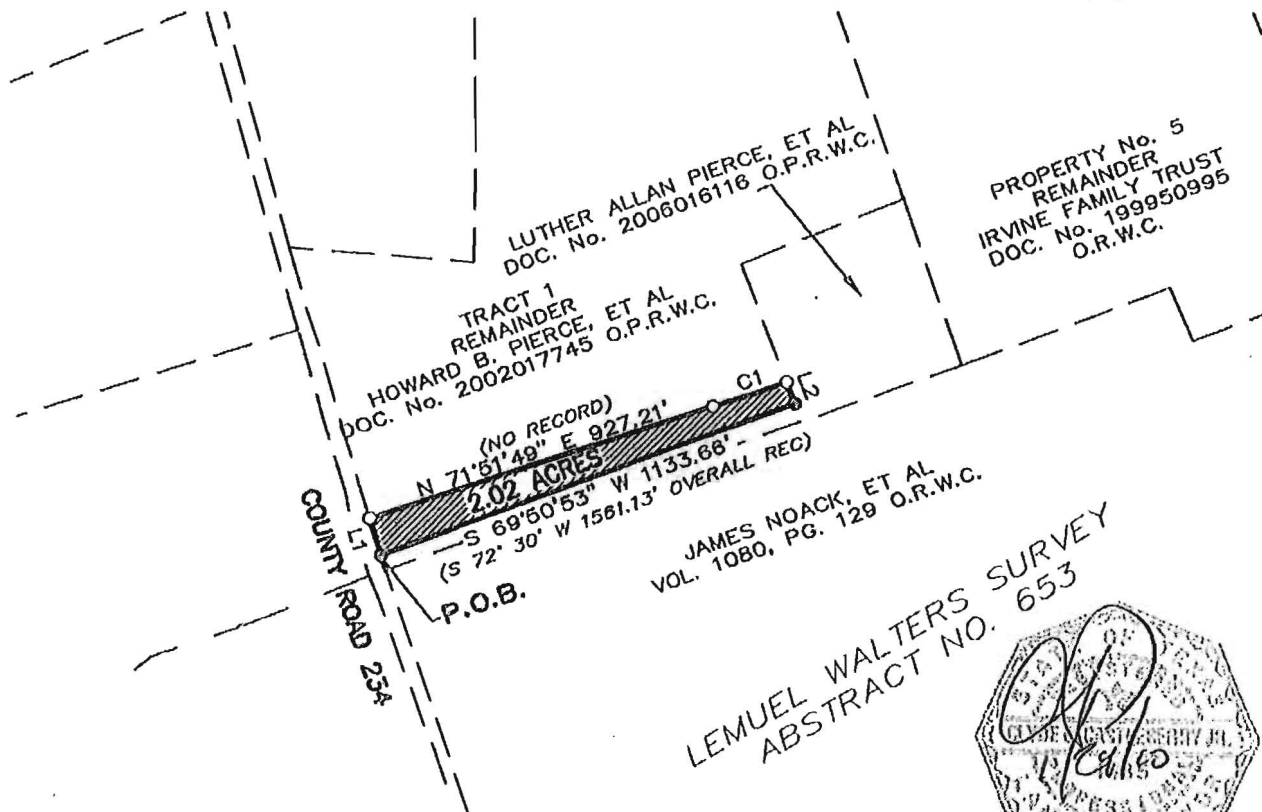 LUTHER ALLAN PIERCE, ET AL
DOC. No. 2006016116 O.P.R.W.C.
PROPERTY No. 5
REMAINDER
IRVINE FAMILY TRUST
DOC. No. 199950995
O.R.W.C.
TRACT 1
REMAINDER
HOWARD B. PIERCE, ET AL
DOC. No. 2002017745 O.P.R.W.C.
(NO RECORD)
N 71°51'49" E 927.21'
C1
L2
2.02 ACRES
L1
S 69°50'53" W 1133.66'
(S 72° 30' W 1561.13' OVERALL REC)
P.O.B.
COUNTY ROAD 234
JAMES NOACK, ET AL
VOL. 1080, PG. 129 O.R.W.C.
LEMUEL WALTERS SURVEY
ABSTRACT NO. 653
OF